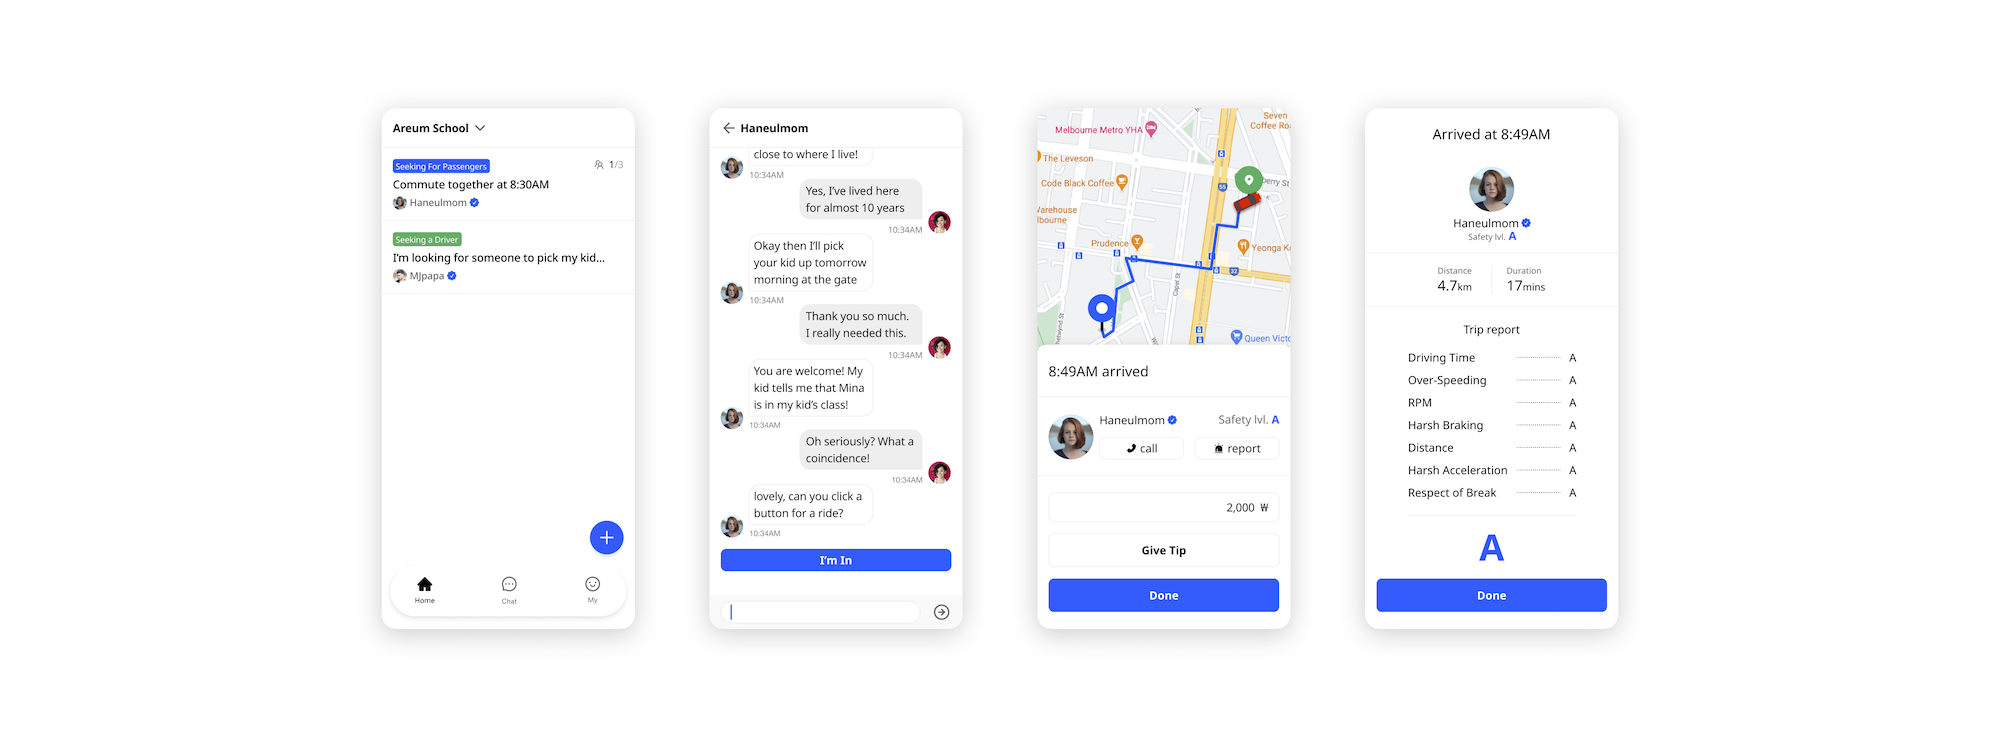 Areum School
Seeking For Passengers
1/3
Commute together at 8:30AM
Haneulmom
Seeking a Driver
I'm looking for someone to pick my kid...
MJpapa
Home
Chat
My
Haneulmom
close to where I live!
10:34AM
Yes, I've lived here
for almost 10 years
10:34AM
Okay then I'll pick
your kid up tomorrow
morning at the gate
10:34AM
Thank you so much.
I really needed this.
10:34AM
You are welcome! My
kid tells me that Mina
is in my kid's class!
10:34AM
Oh seriously? What a
coincidence!
10:34AM
lovely, can you click a
button for a ride?
10:34AM
I'm In
Seven
Coffee Ro
Melbourne Metro YHA
The Leveson
Code Black Coffee
55
berry St
Warehouse
lbourne
Prudence
Yeonga K
32
Capel St
Queen Victo
8:49AM arrived
Haneulmom
Safety lvl. A
call
report
2,000 ₩
Give Tip
Done
Arrived at 8:49AM
Haneulmom
Safety lvl. A
Distance
4.7km
Duration
17mins
Trip report
Driving Time A
Over-Speeding A
RPM A
Harsh Braking A
Distance A
Harsh Acceleration A
Respect of Break A
A
Done